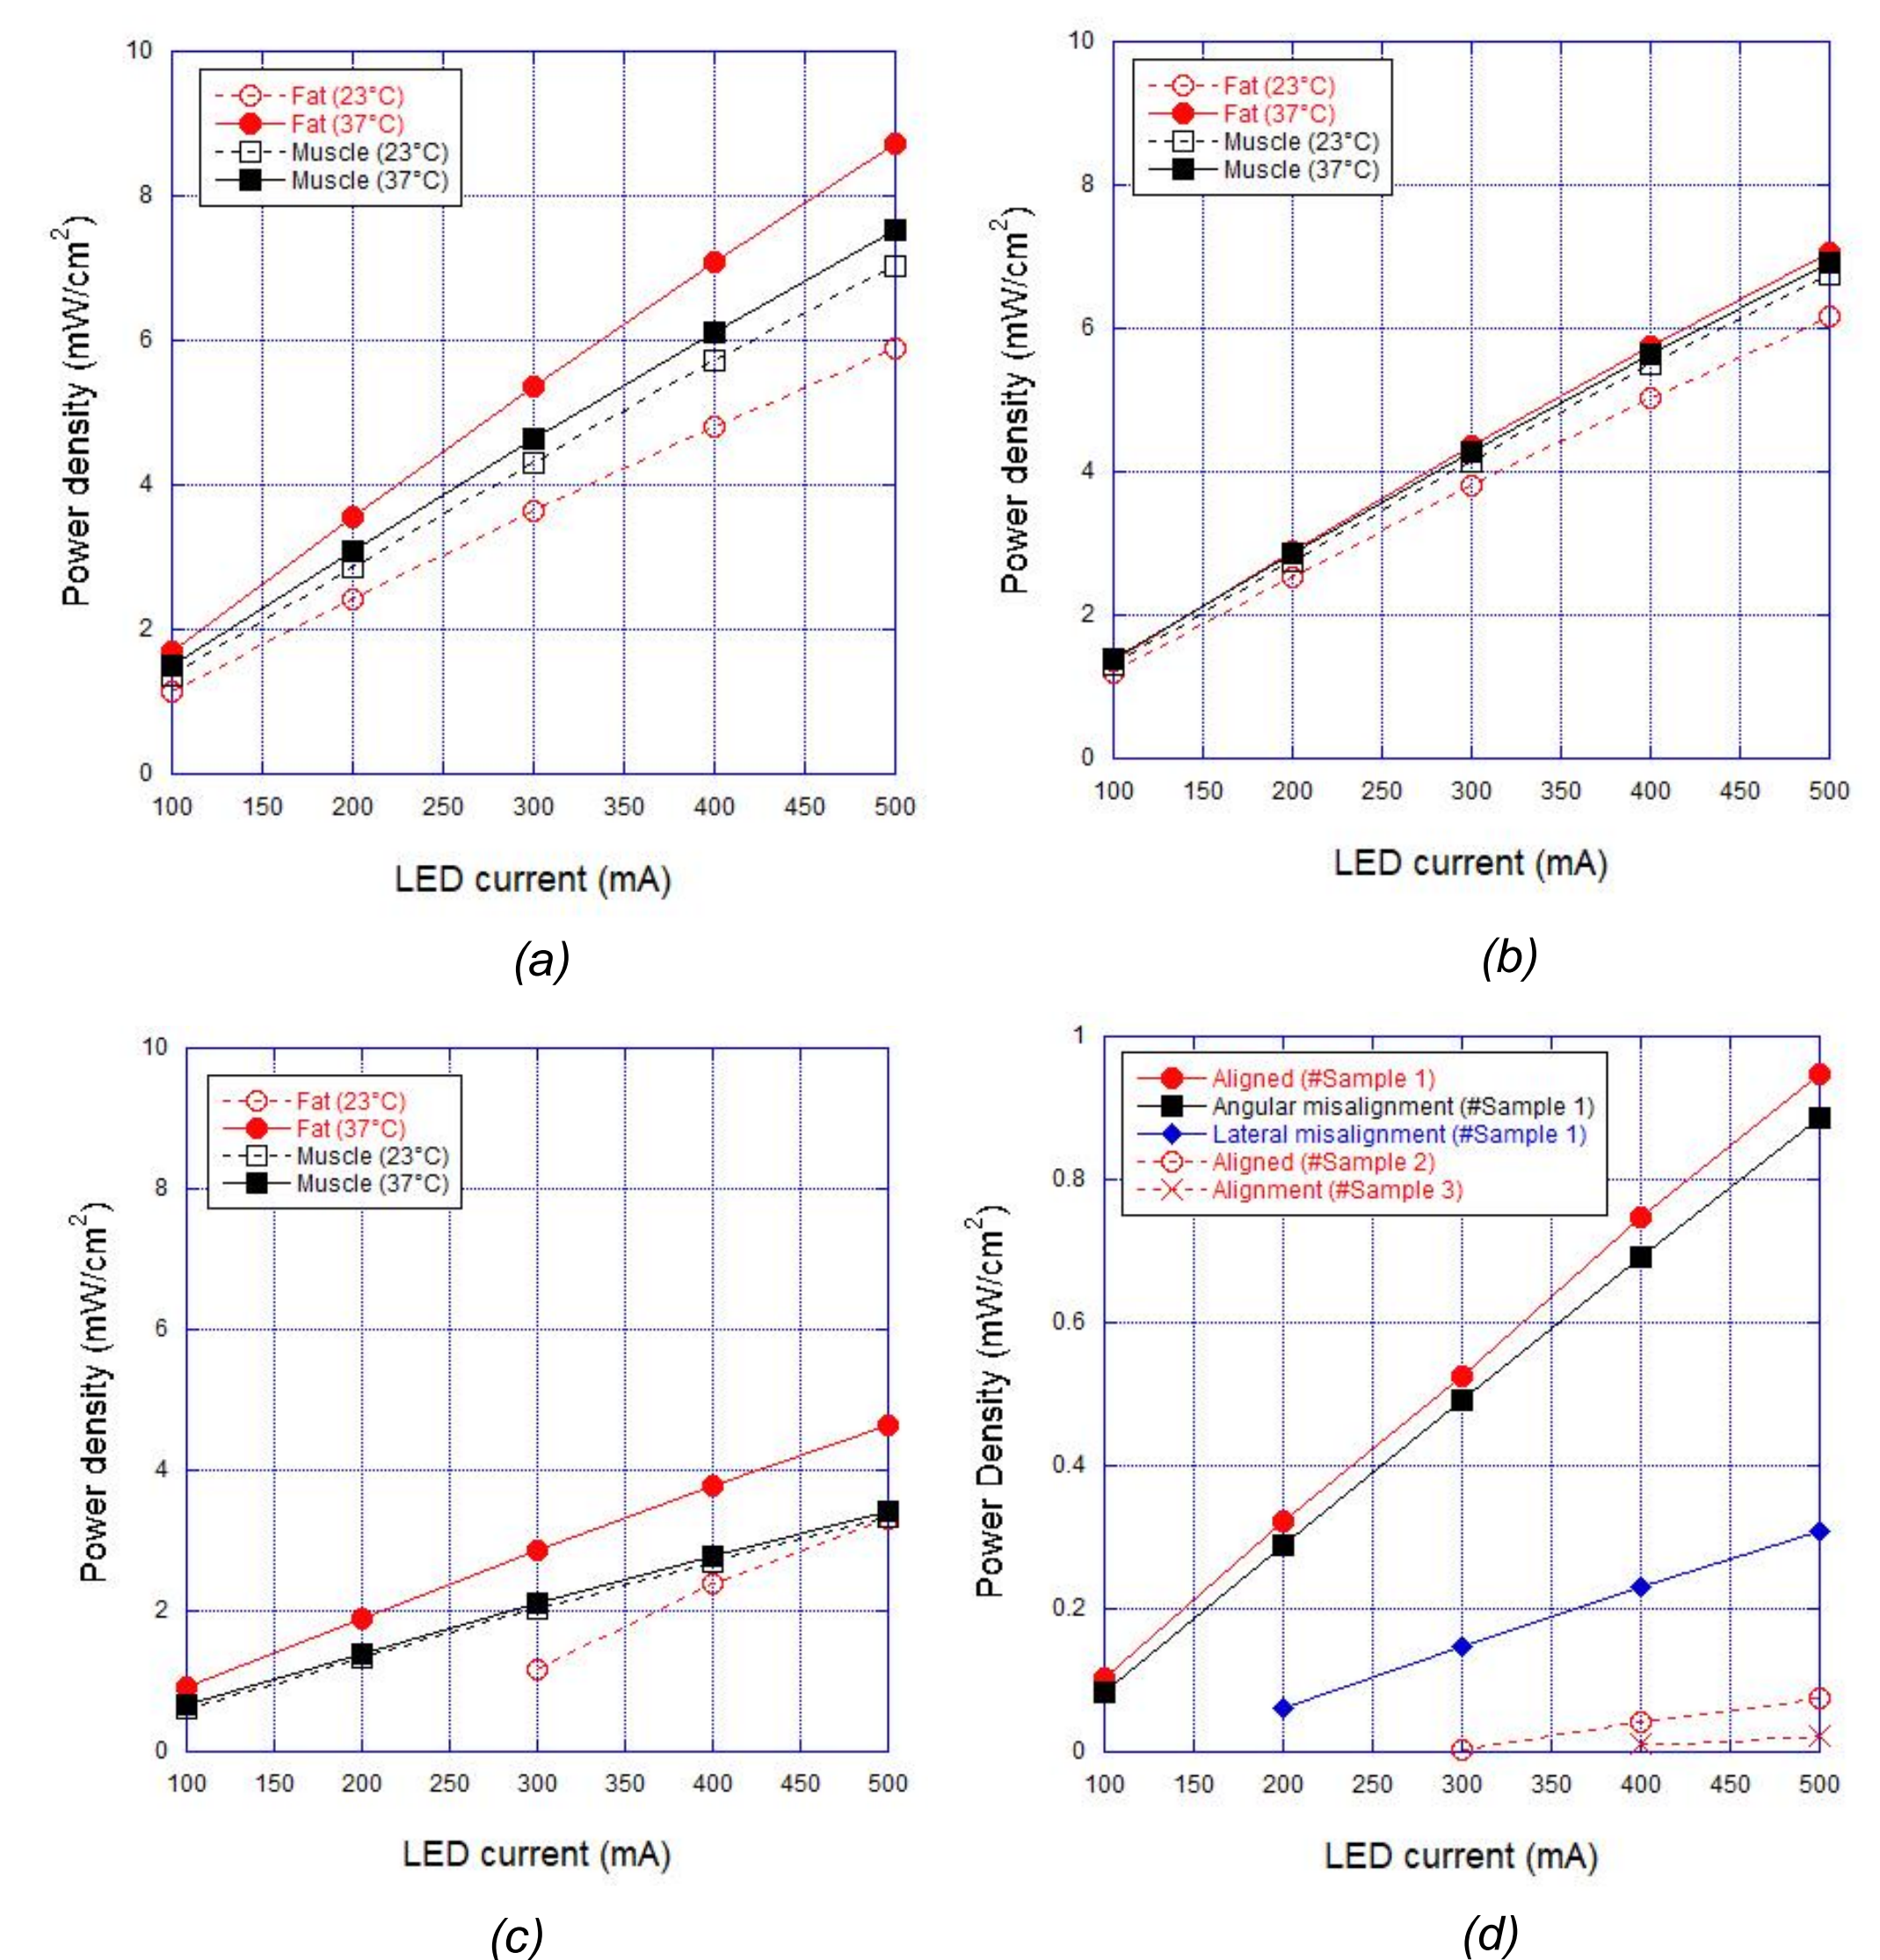 10
8
6
4
2
0
Power density (mW/cm²)
Fat (23°C)
Fat (37°C)
Muscle (23°C)
Muscle (37°C)
100 150 200 250 300 350 400 450 500
LED current (mA)
(a)
10
8
6
4
2
0
Power density (mW/cm²)
Fat (23°C)
Fat (37°C)
Muscle (23°C)
Muscle (37°C)
100 150 200 250 300 350 400 450 500
LED current (mA)
(b)
10
8
6
4
2
0
Power density (mW/cm²)
Fat (23°C)
Fat (37°C)
Muscle (23°C)
Muscle (37°C)
100 150 200 250 300 350 400 450 500
LED current (mA)
(c)
1
0.8
0.6
0.4
0.2
0
Power Density (mW/cm²)
Aligned (#Sample 1)
Angular misalignment (#Sample 1)
Lateral misalignment (#Sample 1)
Aligned (#Sample 2)
Alignment (#Sample 3)
100 150 200 250 300 350 400 450 500
LED current (mA)
(d)